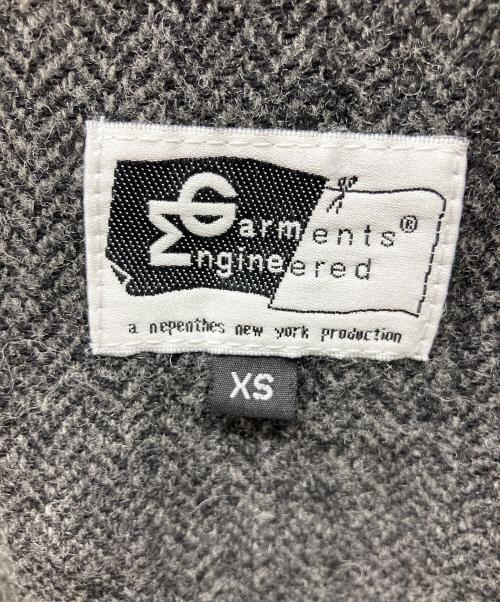 Garments®
Engineered
a nepenthes new york production
XS